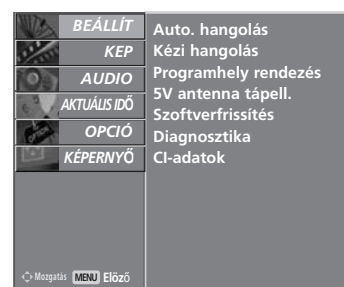 BEÁLLÍT
KEP
AUDIO
AKTUÁLIS IDŐ
OPCIÓ
KÉPERNYŐ
Auto. hangolás
Kézi hangolás
Programhely rendezés
5V antenna tápell.
Szoftverfrissítés
Diagnosztika
CI-adatok
Mozgatás MENU Előző